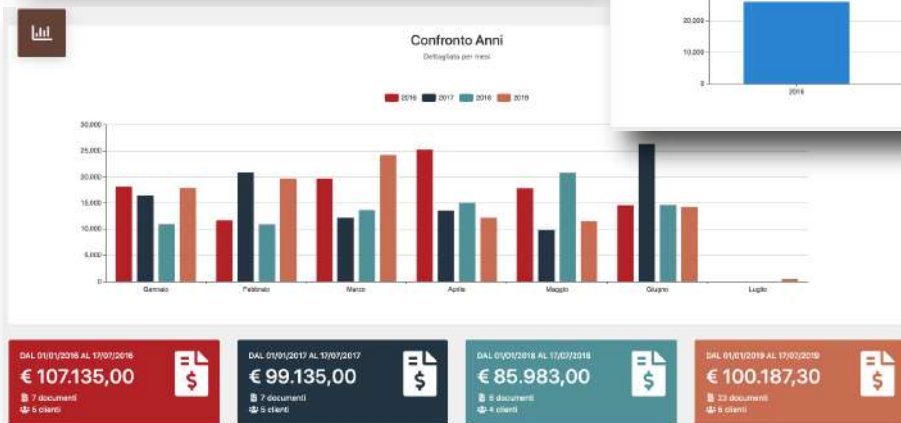 Confronto Anni
Dettagliato per mesi
2016 2017 2018 2019
30,000
25,000
20,000
15,000
10,000
5,000
0
Gennaio Febbraio Marzo Aprile Maggio Giugno Luglio
20,000
10,000
0
2016
DAL 01/01/2016 AL 17/07/2016
€ 107.135,00
7 documenti
5 clienti
DAL 01/01/2017 AL 17/07/2017
€ 99.135,00
7 documenti
5 clienti
DAL 01/01/2018 AL 17/07/2018
€ 85.983,00
documenti
4 clienti
DAL 01/01/2019 AL 17/07/2019
€ 100.187,30
23 documenti
clienti